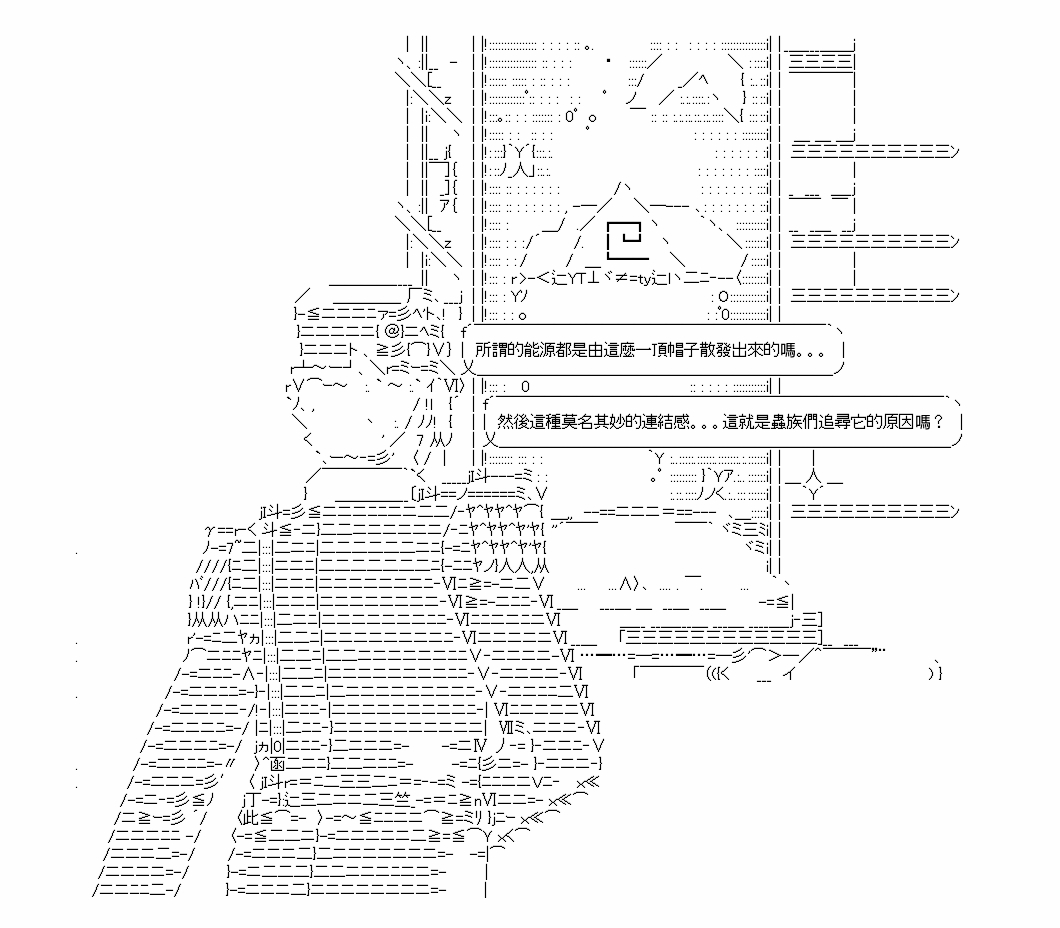 所謂的能源都是由這麼一頂帽子散發出來的嗎。。。
然後這種莫名其妙的連結感。。。這就是蟲族們追尋它的原因嗎？